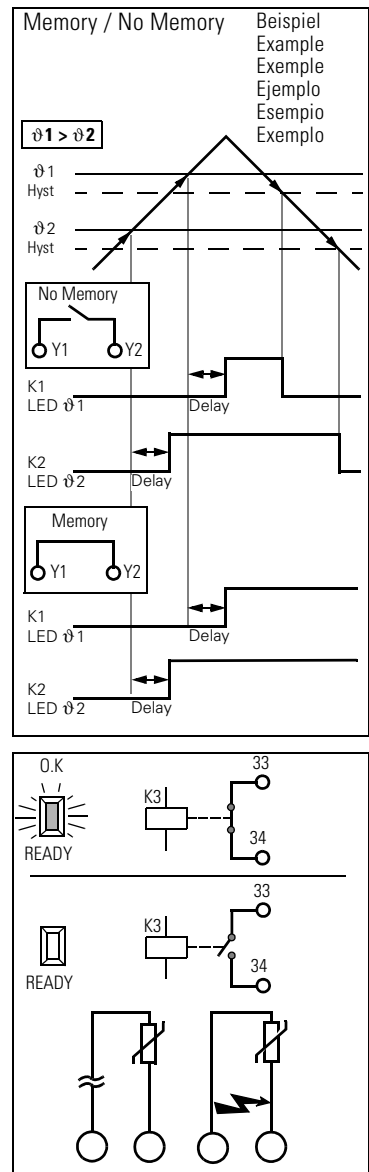 Memory / No Memory
Beispiel
Example
Exemple
Ejemplo
Esempio
Exemplo
ϑ1 > ϑ2
ϑ1
Hyst
ϑ2
Hyst
No Memory
Y1 Y2
K1
LED ϑ1
Delay
K2
LED ϑ2
Delay
Memory
Y1 Y2
K1
LED ϑ1
Delay
K2
LED ϑ2
Delay
O.K
READY
K3
33
34
READY
K3
33
34